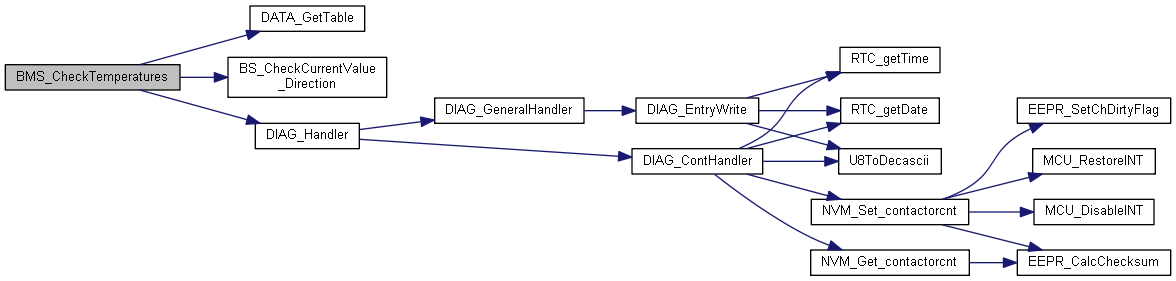 DATA_GetTable
BMS_CheckTemperatures
BS_CheckCurrentValue
_Direction
DIAG_Handler
DIAG_GeneralHandler
DIAG_EntryWrite
DIAG_ContHandler
RTC_getTime
RTC_getDate
U8ToDecascii
NVM_Set_contactorcnt
NVM_Get_contactorcnt
EEPR_SetChDirtyFlag
MCU_RestoreINT
MCU_DisableINT
EEPR_CalcChecksum